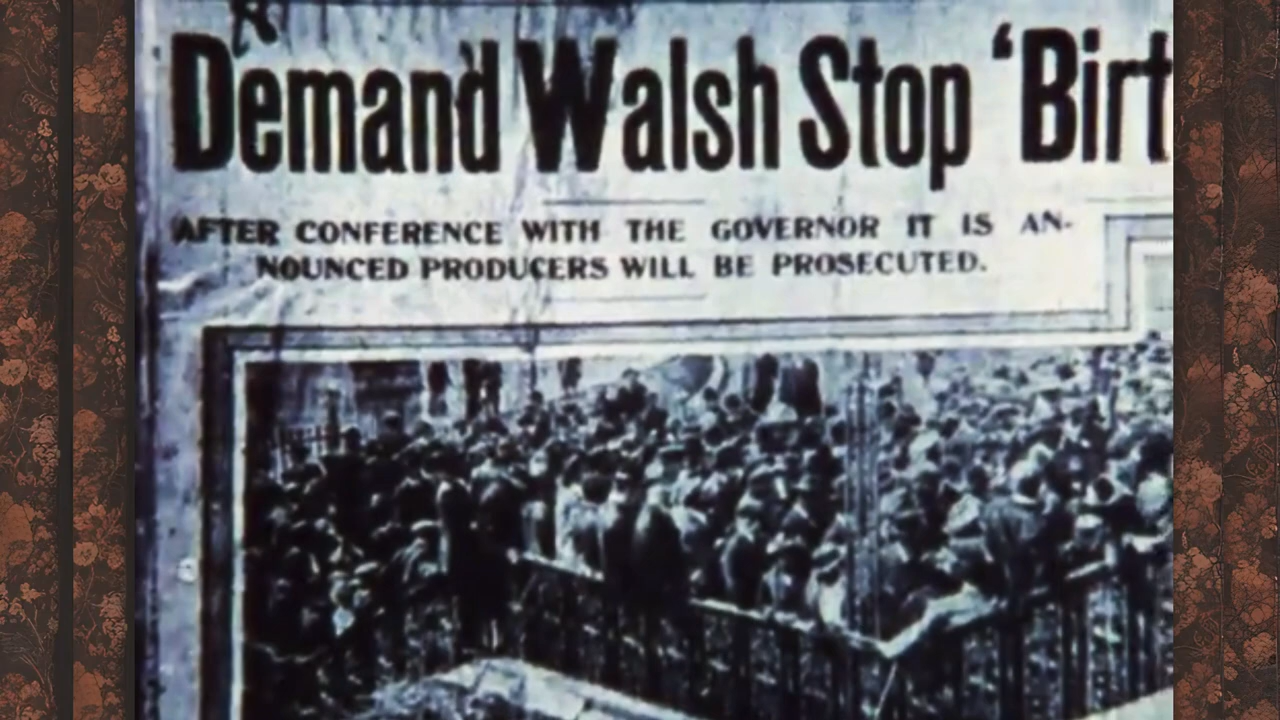 Demand Walsh Stop ‘Birt
AFTER CONFERENCE WITH THE GOVERNOR IT IS AN-
NOUNCED PRODUCERS WILL BE PROSECUTED.